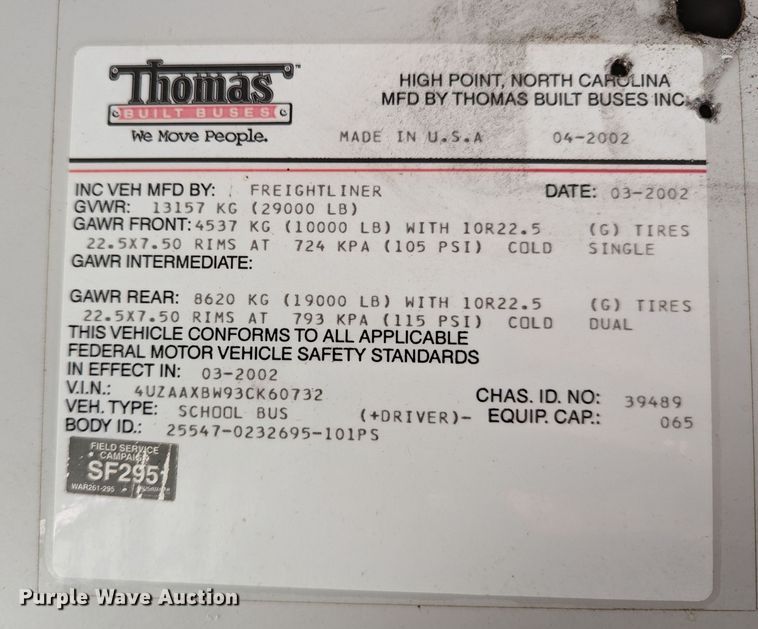 Thomas™
BUILT BUSES
We Move People.
HIGH POINT, NORTH CAROLINA
MFD BY THOMAS BUILT BUSES INC.
MADE IN U.S.A 04-2002
INC VEH MFD BY: FREIGHTLINER DATE: 03-2002
GVWR: 13157 KG (29000 LB)
GAWR FRONT: 4537 KG (10000 LB) WITH 10R22.5 (G) TIRES
22.5X7.50 RIMS AT 724 KPA (105 PSI) COLD SINGLE
GAWR INTERMEDIATE:
GAWR REAR: 8620 KG (19000 LB) WITH 10R22.5 (G) TIRES
22.5X7.50 RIMS AT 793 KPA (115 PSI) COLD DUAL
THIS VEHICLE CONFORMS TO ALL APPLICABLE
FEDERAL MOTOR VEHICLE SAFETY STANDARDS
IN EFFECT IN: 03-2002
V.I.N.: 4UZAAXBW93CK60732 CHAS. ID. NO: 39489
VEH. TYPE: SCHOOL BUS (+DRIVER)- EQUIP. CAP.: 065
BODY ID.: 25547-0232695-101PS
FIELD SERVICE
CAMPAIGN
SF295
WAR261-295
Purple Wave Auction